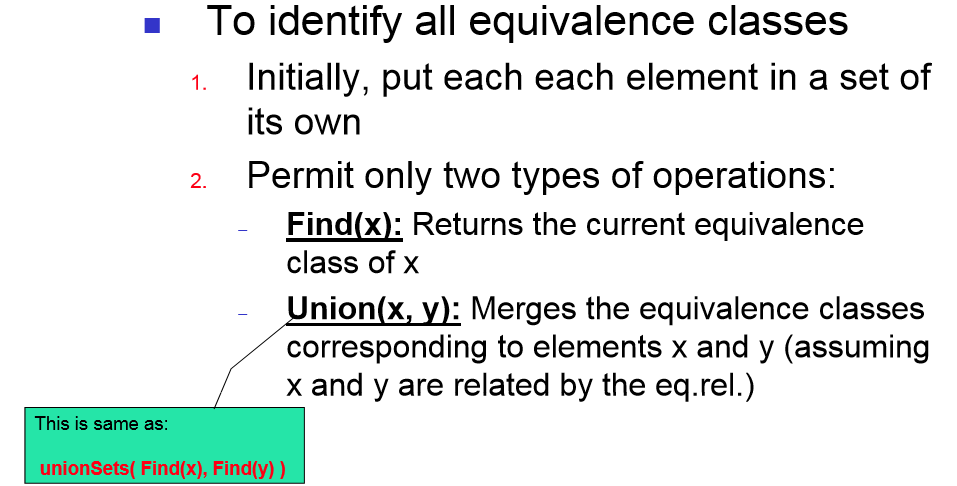 To identify all equivalence classes
1. Initially, put each each element in a set of
its own
2. Permit only two types of operations:
– Find(x): Returns the current equivalence
class of x
– Union(x, y): Merges the equivalence classes
corresponding to elements x and y (assuming
x and y are related by the eq.rel.)
This is same as:
unionSets( Find(x), Find(y) )